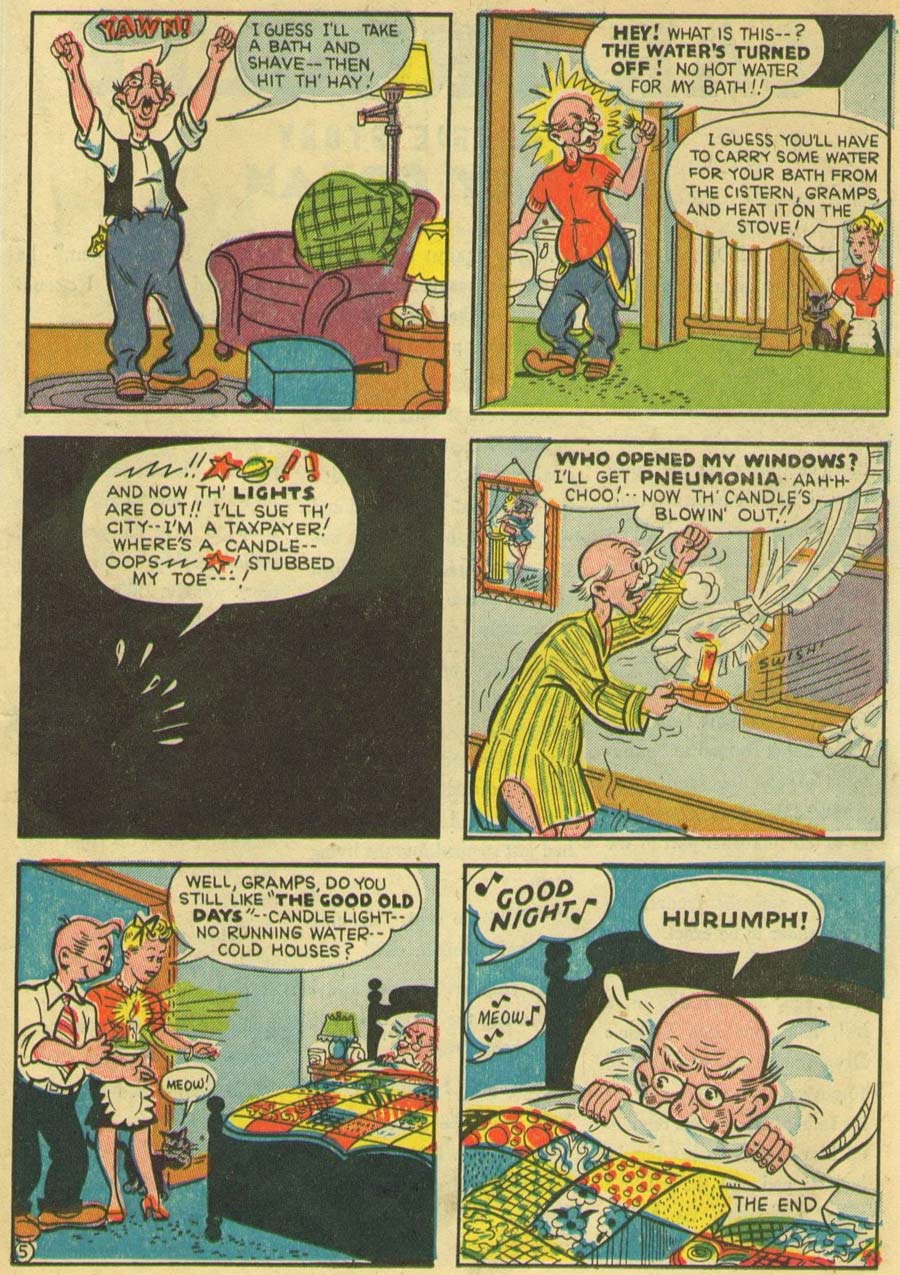 YAWN!
I GUESS I'LL TAKE
A BATH AND
SHAVE--THEN
HIT TH' HAY!
HEY! WHAT IS THIS--?
THE WATER'S TURNED
OFF! NO HOT WATER
FOR MY BATH!!
I GUESS YOU'LL HAVE
TO CARRY SOME WATER
FOR YOUR BATH FROM
THE CISTERN, GRAMPS,
AND HEAT IT ON THE
STOVE!
!! !!
AND NOW TH' LIGHTS
ARE OUT!! I'LL SUE TH'
CITY--I'M A TAXPAYER!
WHERE'S A CANDLE--
OOPS ! STUBBED
MY TOE---!
WHO OPENED MY WINDOWS?
I'LL GET PNEUMONIA--AAH-H-
CHOO!--NOW TH' CANDLE'S
BLOWIN' OUT!!
SWISH!
WELL, GRAMPS, DO YOU
STILL LIKE "THE GOOD OLD
DAYS"--CANDLE LIGHT--
NO RUNNING WATER--
COLD HOUSES?
MEOW!
5
♪ GOOD
NIGHT ♪
HURUMPH!
♪
MEOW ♪
♪
THE END